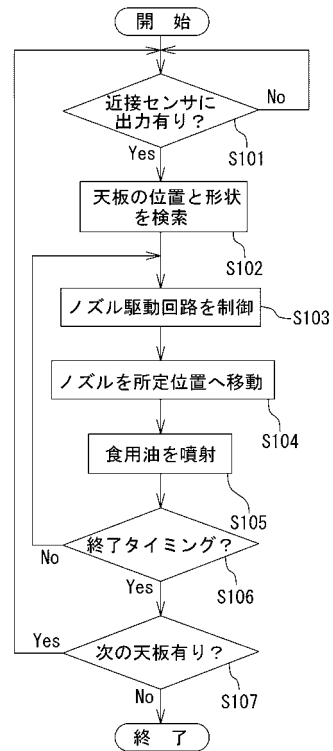 開 始
近接センサに
出力有り？
No
Yes
S101
天板の位置と形状
を検索
S102
ノズル駆動回路を制御
S103
ノズルを所定位置へ移動
S104
食用油を噴射
S105
終了タイミング？
No
Yes
S106
次の天板有り？
Yes
No
S107
終 了